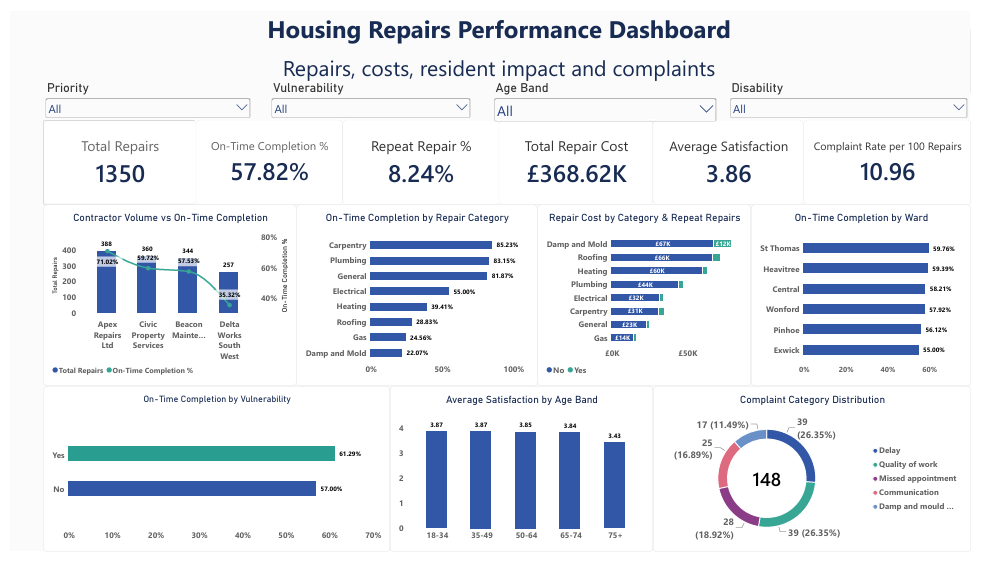 Housing Repairs Performance Dashboard
Repairs, costs, resident impact and complaints
Priority
All
Vulnerability
All
Age Band
All
Disability
All
Total Repairs
1350
On-Time Completion %
57.82%
Repeat Repair %
8.24%
Total Repair Cost
£368.62K
Average Satisfaction
3.86
Complaint Rate per 100 Repairs
10.96
Contractor Volume vs On-Time Completion
Total Repairs
400
300
200
100
0
388
360
344
257
71.02%
59.72%
57.53%
35.32%
80%
60%
40%
On-Time Completion %
Apex
Repairs
Ltd
Civic
Property
Services
Beacon
Mainte...
Delta
Works
South
West
Total Repairs
On-Time Completion %
On-Time Completion by Repair Category
Carpentry 85.23%
Plumbing 83.15%
General 81.87%
Electrical 55.00%
Heating 39.41%
Roofing 28.83%
Gas 24.56%
Damp and Mold 22.07%
0% 50% 100%
Repair Cost by Category & Repeat Repairs
Damp and Mold £67K £12K
Roofing £66K
Heating £60K
Plumbing £44K
Electrical £32K
Carpentry £31K
General £23K
Gas £14K
£0K £50K
No Yes
On-Time Completion by Ward
St Thomas 59.76%
Heavitree 59.39%
Central 58.21%
Wonford 57.92%
Pinhoe 56.12%
Exwick 55.00%
0% 20% 40% 60%
On-Time Completion by Vulnerability
Yes 61.29%
No 57.00%
0% 10% 20% 30% 40% 50% 60% 70%
Average Satisfaction by Age Band
4
3
2
1
0
3.87 3.87 3.85 3.84 3.43
18-34 35-49 50-64 65-74 75+
Complaint Category Distribution
17 (11.49%)
39
(26.35%)
25
(16.89%)
148
28
(18.92%)
39 (26.35%)
Delay
Quality of work
Missed appointment
Communication
Damp and mould ...